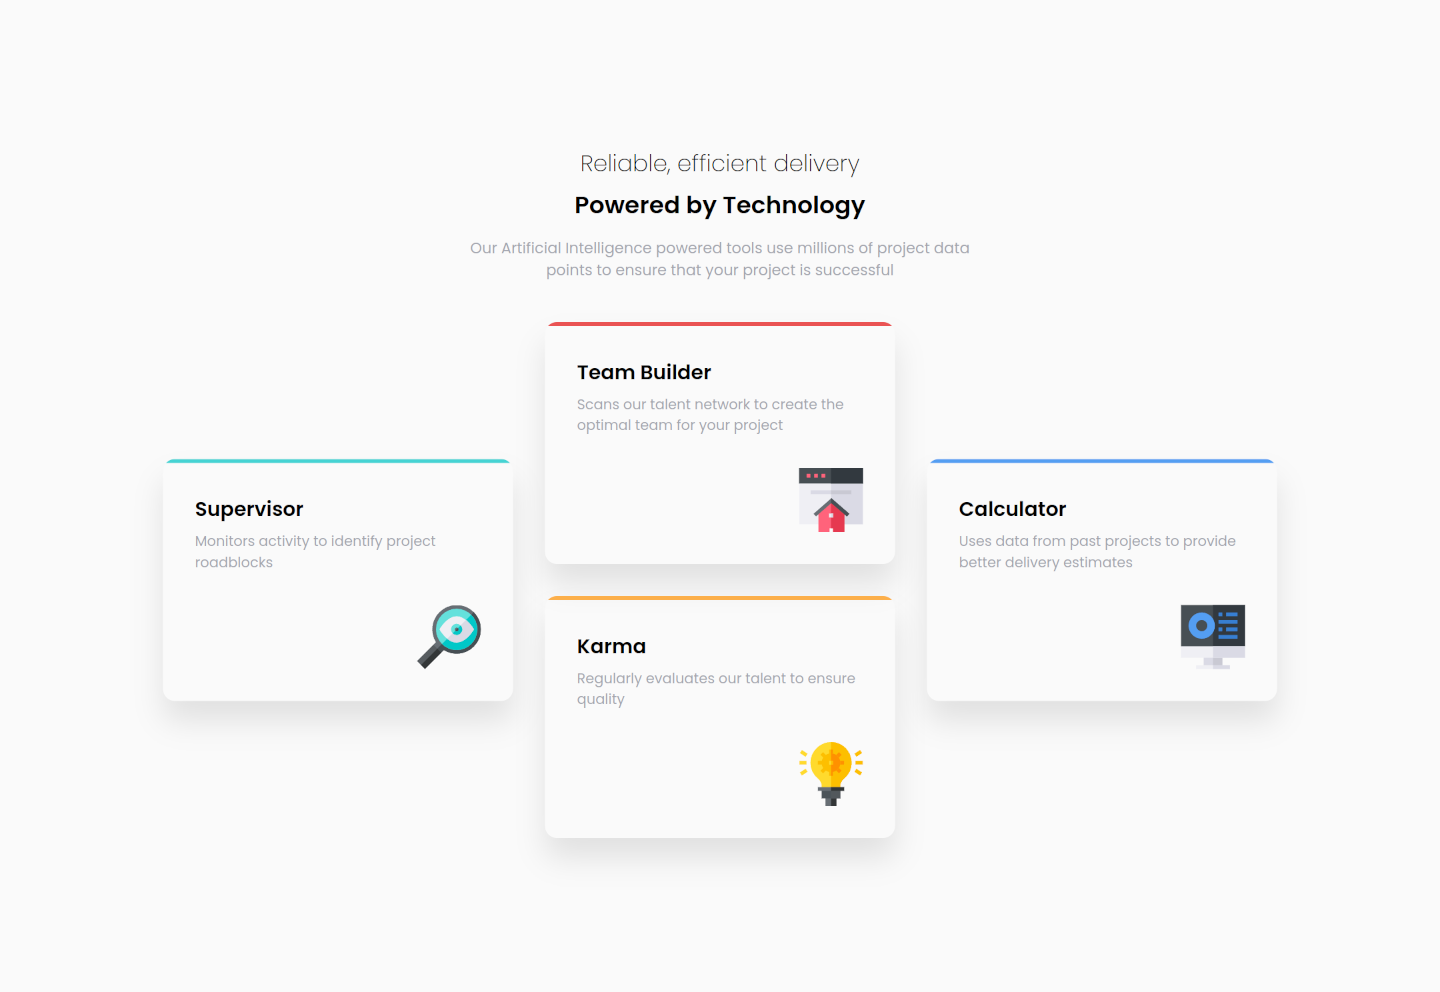 Reliable, efficient delivery
Powered by Technology
Our Artificial Intelligence powered tools use millions of project data
points to ensure that your project is successful
Team Builder
Scans our talent network to create the
optimal team for your project
Supervisor
Monitors activity to identify project
roadblocks
Calculator
Uses data from past projects to provide
better delivery estimates
Karma
Regularly evaluates our talent to ensure
quality